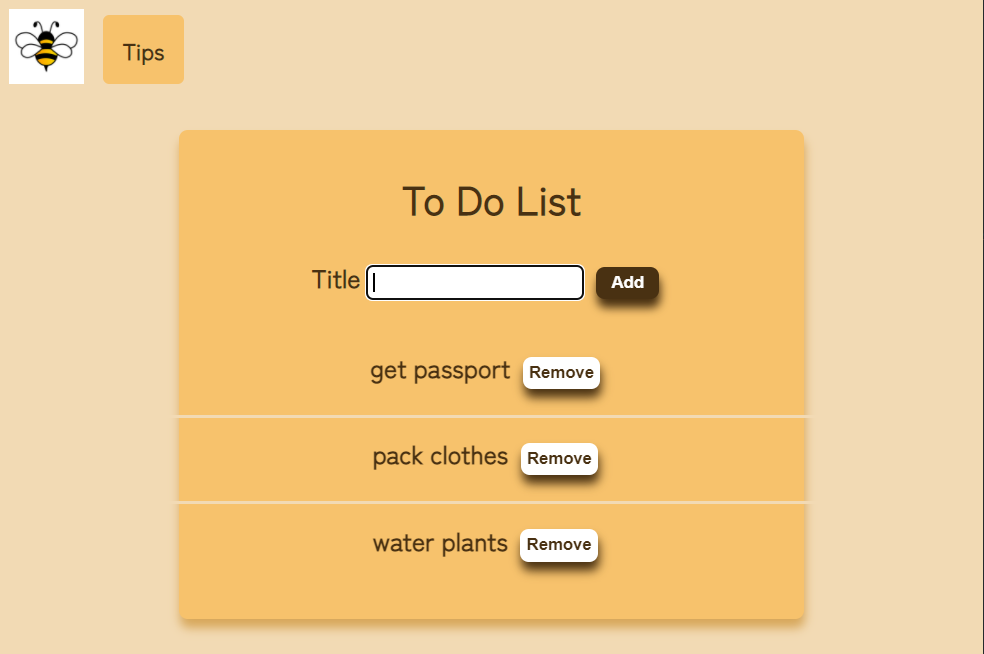 Tips
To Do List
Title Add
get passport Remove
pack clothes Remove
water plants Remove